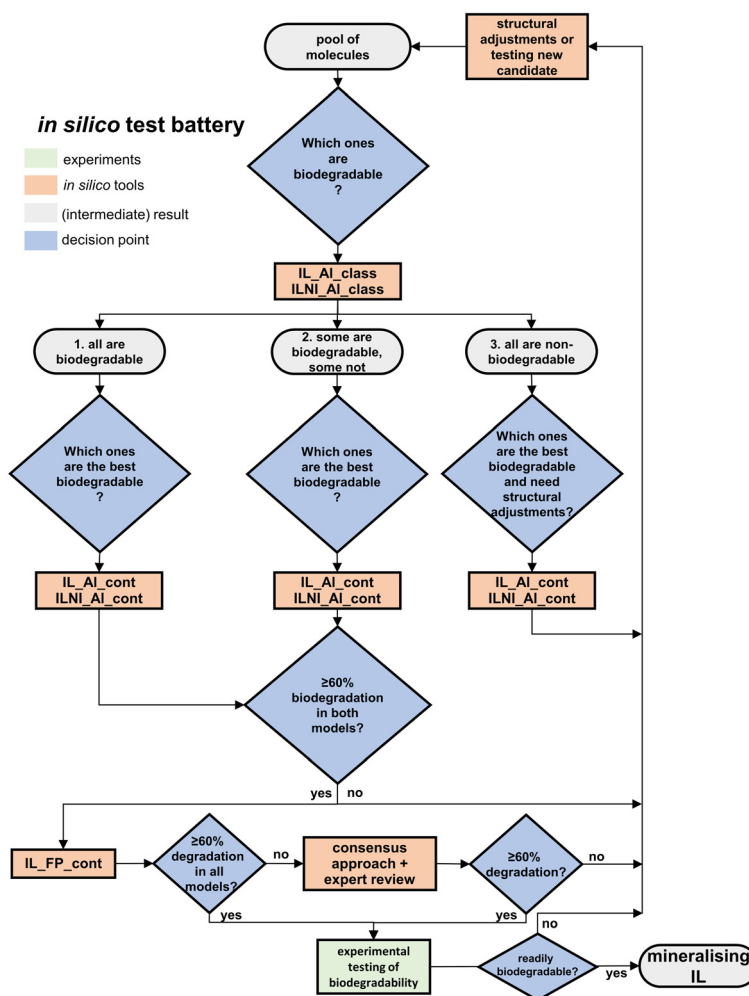 pool of
molecules
structural
adjustments or
testing new
candidate
in silico test battery
experiments
in silico tools
(intermediate) result
decision point
Which ones
are
biodegradable
?
IL_AI_class
ILNI_AI_class
1. all are
biodegradable
2. some are
biodegradable,
some not
3. all are non-
biodegradable
Which ones
are the best
biodegradable
?
Which ones
are the best
biodegradable
?
Which ones
are the best
biodegradable
and need
structural
adjustments?
IL_AI_cont
ILNI_AI_cont
IL_AI_cont
ILNI_AI_cont
IL_AI_cont
ILNI_AI_cont
≥60%
biodegradation
in both
models?
yes
no
IL_FP_cont
≥60%
degradation
in all
models?
no
consensus
approach +
expert review
≥60%
degradation?
no
yes
yes
no
experimental
testing of
biodegradability
readily
biodegradable?
yes
mineralising
IL